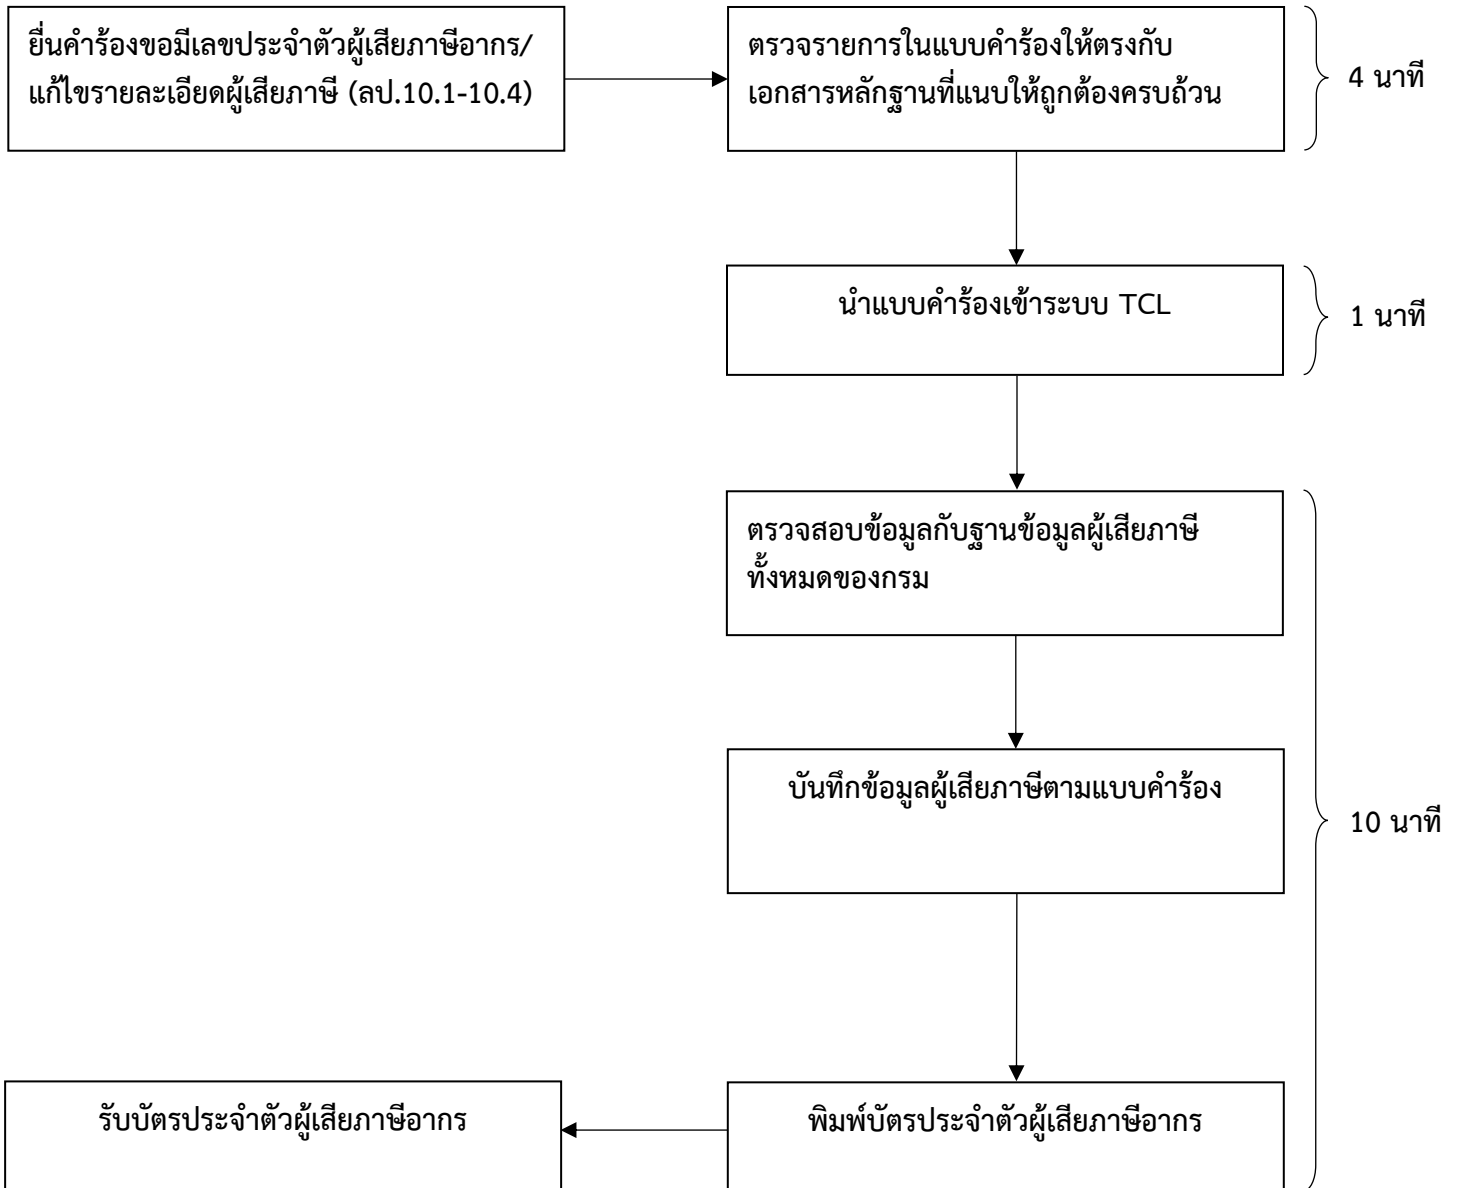 ยื่นคำร้องขอมีเลขประจำตัวผู้เสียภาษีอากร/
แก้ไขรายละเอียดผู้เสียภาษี (ลป.10.1-10.4)
ตรวจรายการในแบบคำร้องให้ตรงกับ
เอกสารหลักฐานที่แนบให้ถูกต้องครบถ้วน
4 นาที
นำแบบคำร้องเข้าระบบ TCL
1 นาที
ตรวจสอบข้อมูลกับฐานข้อมูลผู้เสียภาษี
ทั้งหมดของกรม
บันทึกข้อมูลผู้เสียภาษีตามแบบคำร้อง
10 นาที
พิมพ์บัตรประจำตัวผู้เสียภาษีอากร
รับบัตรประจำตัวผู้เสียภาษีอากร